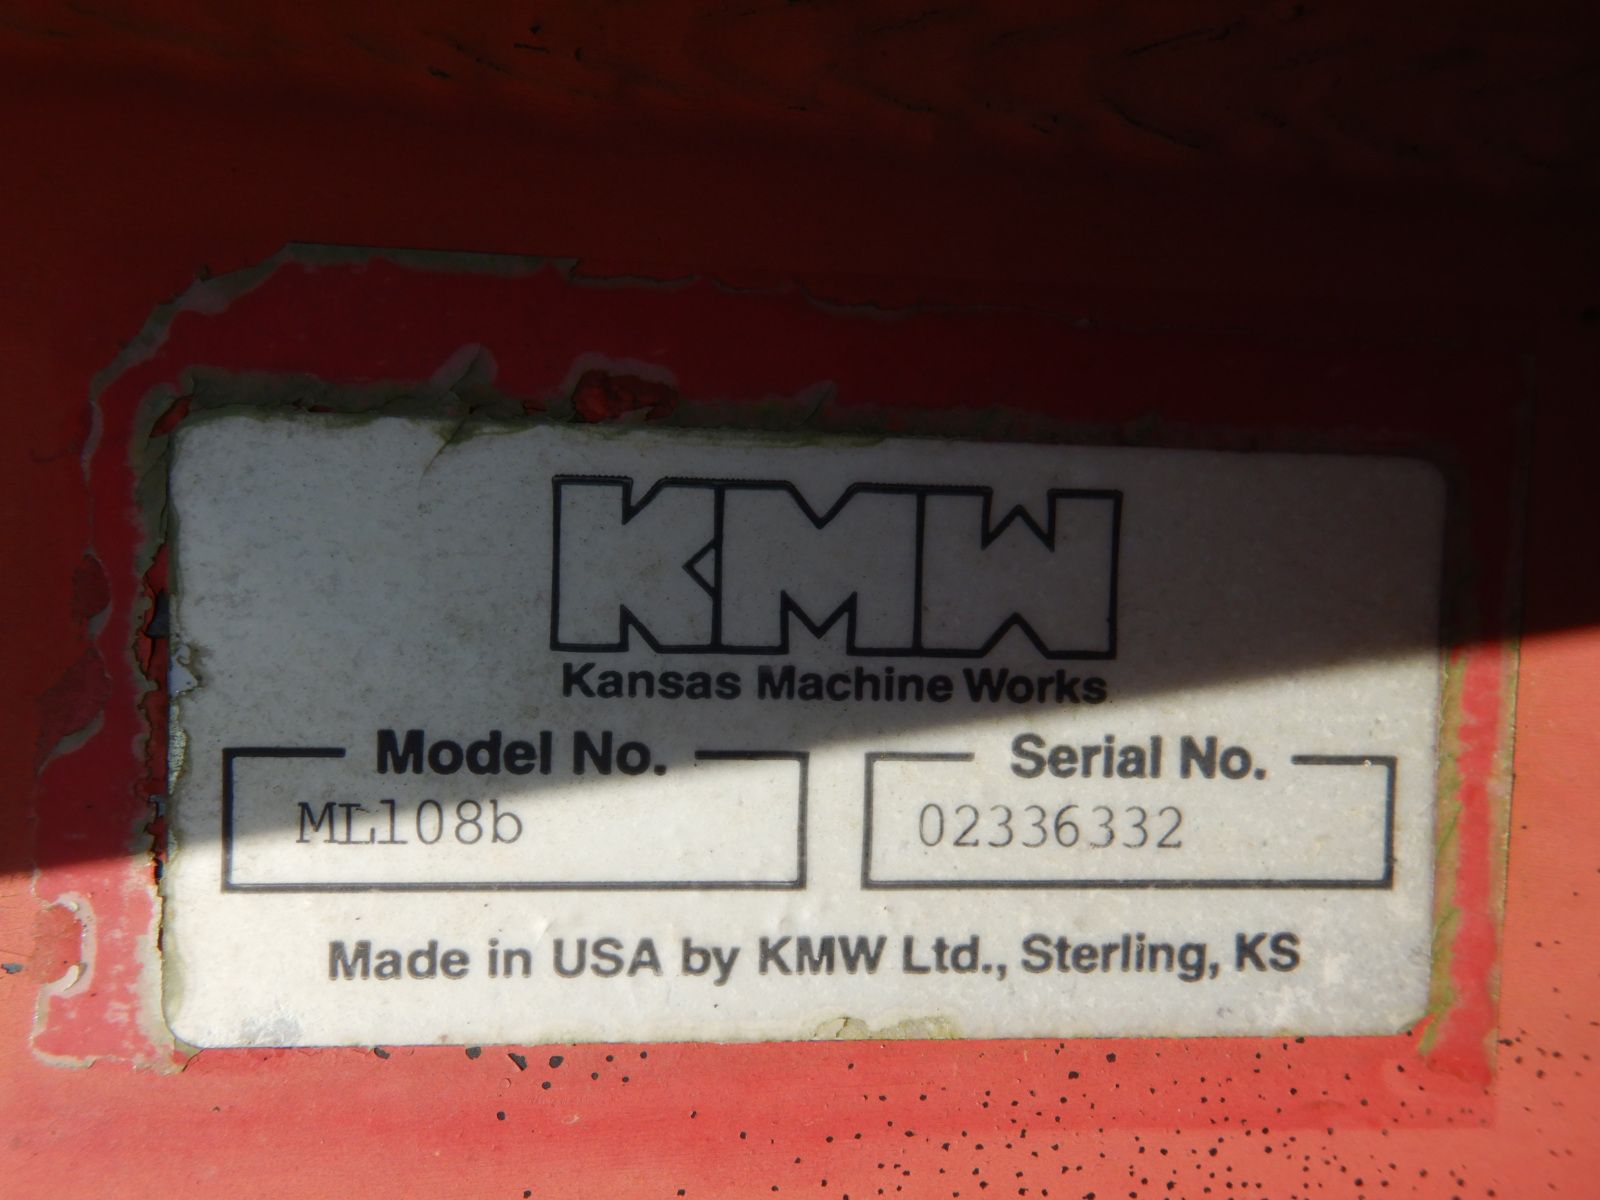 KMW
Kansas Machine Works
Model No. Serial No.
ML108b 02336332
Made in USA by KMW Ltd., Sterling, KS